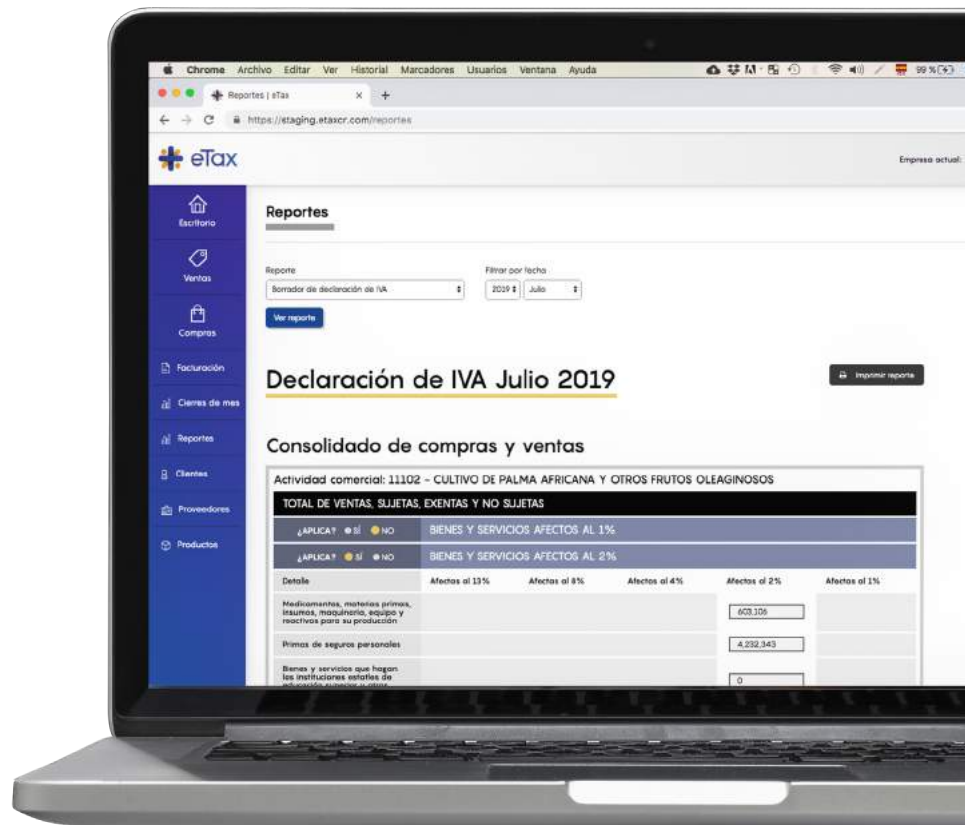 Chrome Archivo Editar Ver Historial Marcadores Usuarios Ventana Ayuda 99 %
Reportes | eTax
https://staging.etaxcr.com/reportes
eTax
Empresa actual:
Escritorio
Ventas
Compras
Facturación
Cierres de mes
Reportes
Clientes
Proveedores
Productos
Reportes
Reporte Filtrar por fecha
Borrador de declaración de IVA 2019 Julio
Ver reporte
Declaración de IVA Julio 2019
Imprimir reporte
Consolidado de compras y ventas
Actividad comercial: 11102 - CULTIVO DE PALMA AFRICANA Y OTROS FRUTOS OLEAGINOSOS
TOTAL DE VENTAS, SUJETAS, EXENTAS Y NO SUJETAS
¿APLICA? SÍ NO BIENES Y SERVICIOS AFECTOS AL 1%
¿APLICA? SÍ NO BIENES Y SERVICIOS AFECTOS AL 2%
Detalle Afectos al 13% Afectos al 8% Afectos al 4% Afectos al 2% Afectos al 1%
Medicamentos, materias primas,
insumos, maquinaria, equipo y
reactivos para su producción
603,106
Primas de seguros personales 4,232,343
Bienes y servicios que hagan
las instituciones estatles de
educación superior y otros
0